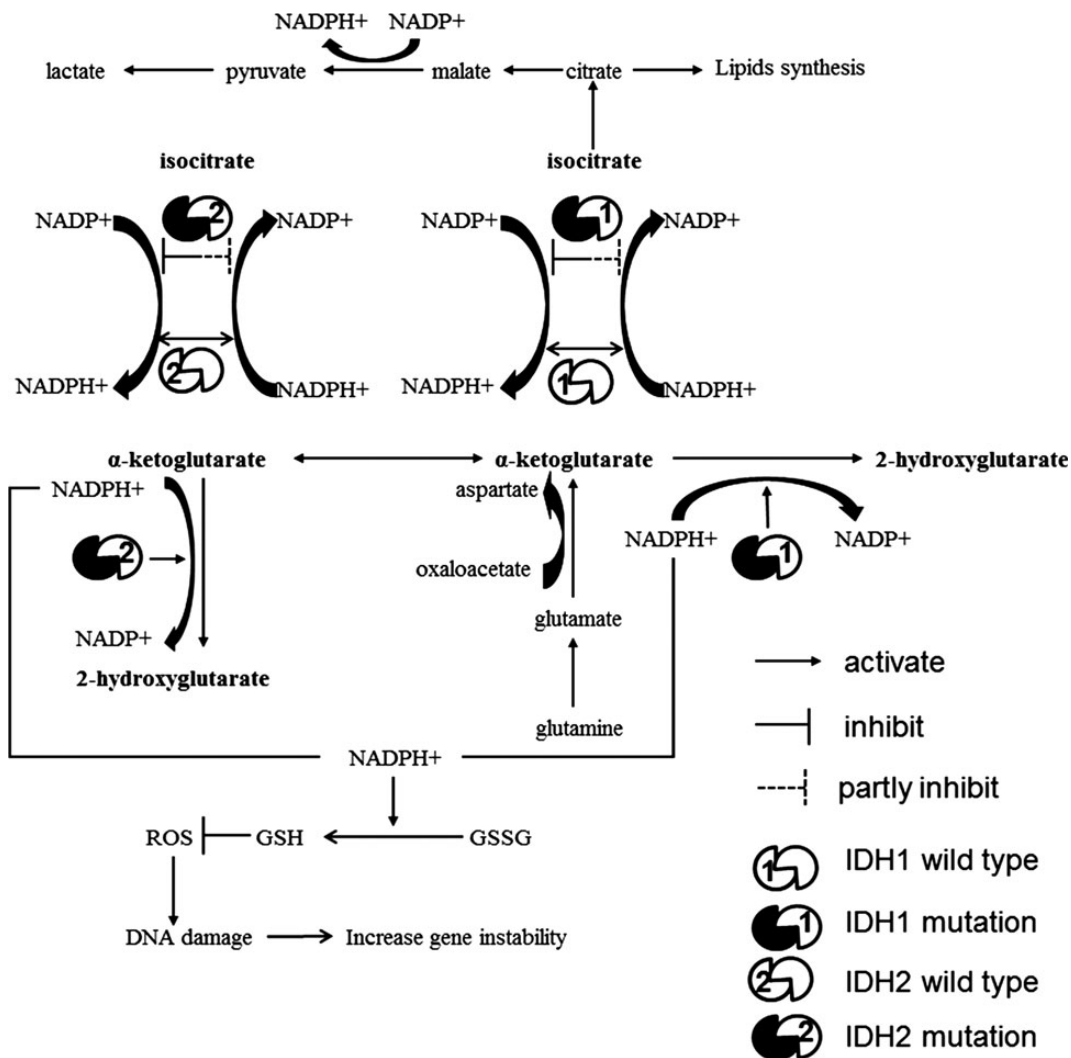 NADPH+ NADP+
lactate pyruvate malate citrate Lipids synthesis
isocitrate isocitrate
2 1
NADP+ NADP+ NADP+ NADP+
2 1
NADPH+ NADPH+ NADPH+ NADPH+
α-ketoglutarate α-ketoglutarate 2-hydroxyglutarate
NADPH+ aspartate
2 NADPH+ 1 NADP+
oxaloacetate
glutamate
NADP+
2-hydroxyglutarate
glutamine
NADPH+
ROS GSH GSSG
DNA damage Increase gene instability
activate
inhibit
partly inhibit
1 IDH1 wild type
1 IDH1 mutation
2 IDH2 wild type
2 IDH2 mutation